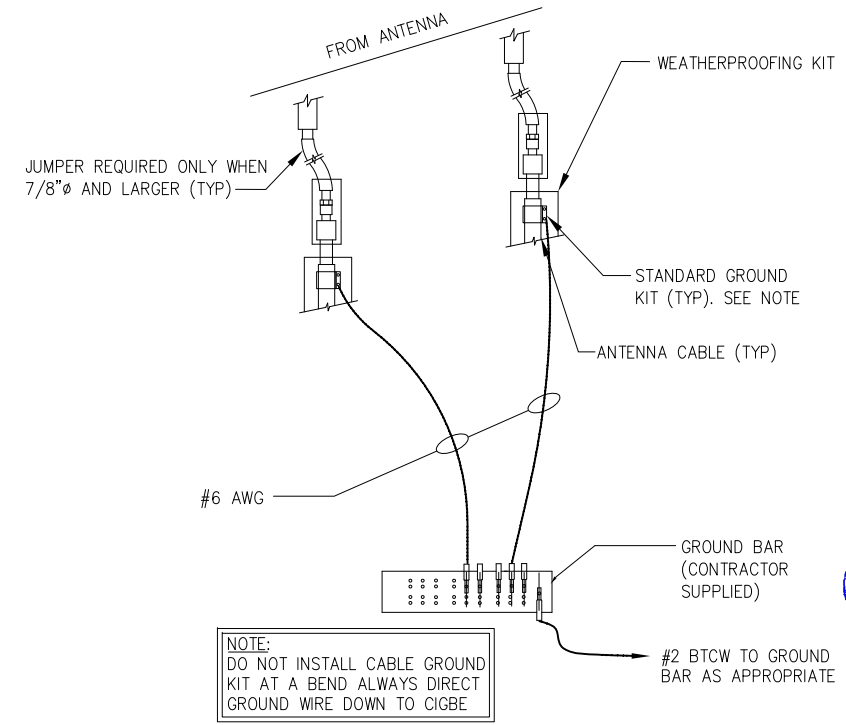 FROM ANTENNA
WEATHERPROOFING KIT
JUMPER REQUIRED ONLY WHEN
7/8"ø AND LARGER (TYP)
STANDARD GROUND
KIT (TYP). SEE NOTE
ANTENNA CABLE (TYP)
#6 AWG
GROUND BAR
(CONTRACTOR
SUPPLIED)
NOTE:
DO NOT INSTALL CABLE GROUND
KIT AT A BEND ALWAYS DIRECT
GROUND WIRE DOWN TO CIGBE
#2 BTCW TO GROUND
BAR AS APPROPRIATE